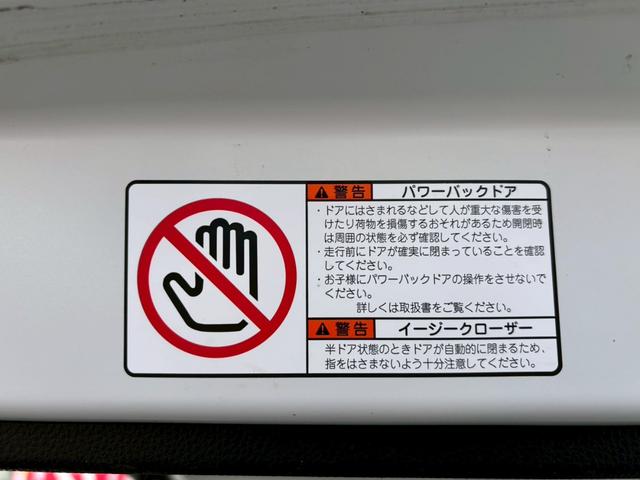 警告 パワーバックドア
・ドアにはさまれるなどして人が重大な傷害を受
けたり荷物を損傷するおそれがあるため開閉時
は周囲の状態を必ず確認してください。
・走行前にドアが確実に閉まっていることを確認
してください。
・お子様にパワーバックドアの操作をさせないで
ください。
詳しくは取扱書をご覧ください。
警告 イージークローザー
半ドア状態のときドアが自動的に閉まるため、
指をはさまないよう十分注意してください。